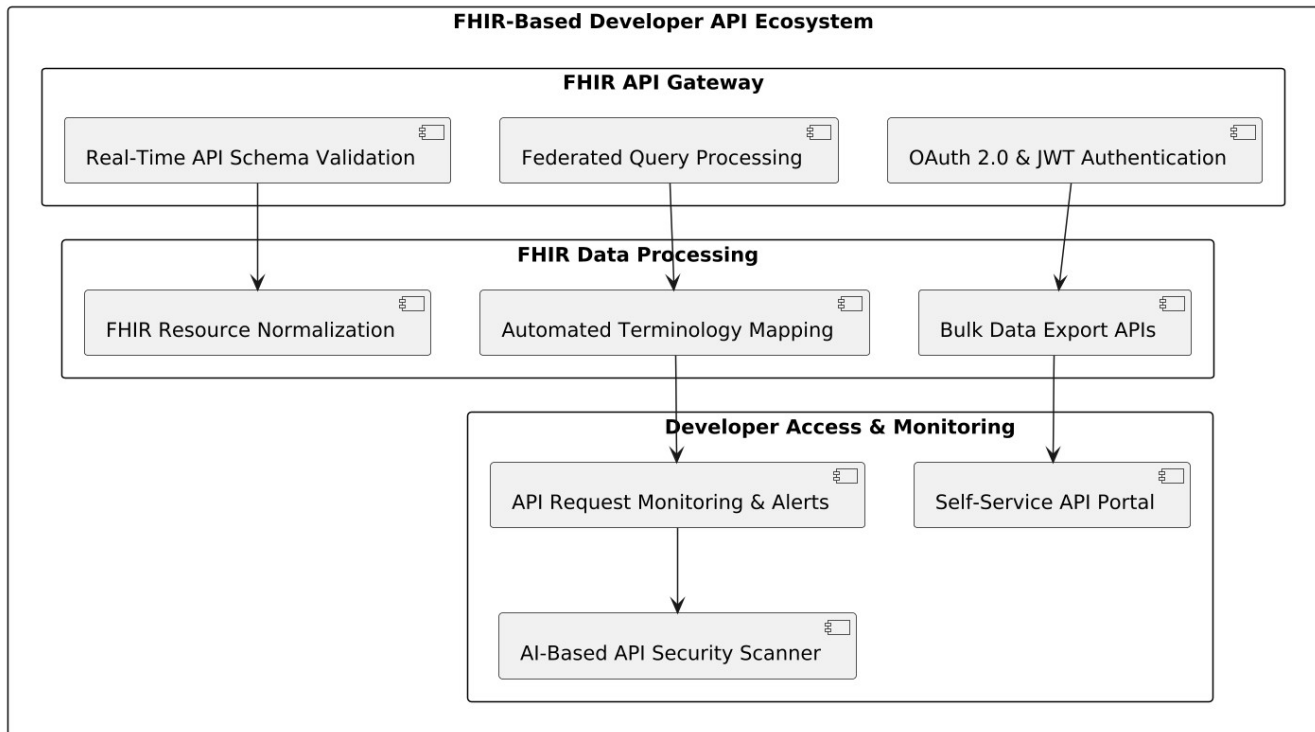 FHIR-Based Developer API Ecosystem
FHIR API Gateway
Real-Time API Schema Validation
Federated Query Processing
OAuth 2.0 & JWT Authentication
FHIR Data Processing
FHIR Resource Normalization
Automated Terminology Mapping
Bulk Data Export APIs
Developer Access & Monitoring
API Request Monitoring & Alerts
Self-Service API Portal
AI-Based API Security Scanner